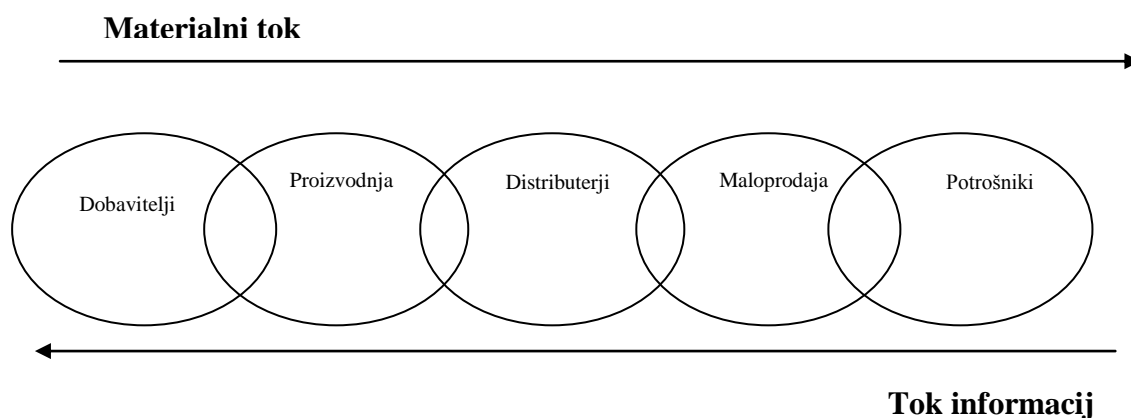 Materialni tok
Dobavitelji
Proizvodnja
Distributerji
Maloprodaja
Potrošniki
Tok informacij